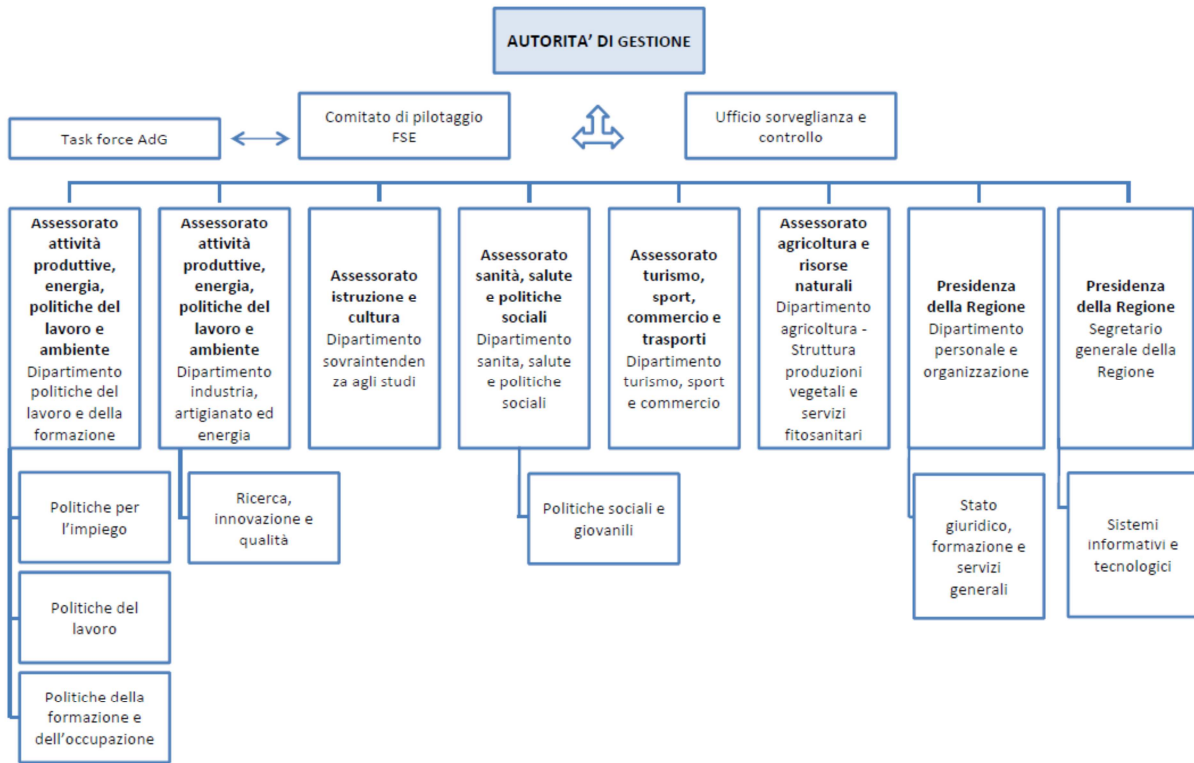 AUTORITA’ DI GESTIONE
Task force AdG
Comitato di pilotaggio
FSE
Ufficio sorveglianza e
controllo
Assessorato
attività
produttive,
energia,
politiche del
lavoro e
ambiente
Dipartimento
politiche del
lavoro e della
formazione
Assessorato
attività
produttive,
energia,
politiche del
lavoro e
ambiente
Dipartimento
industria,
artigianato ed
energia
Assessorato
istruzione e
cultura
Dipartimento
sovraintenden
za agli studi
Assessorato
sanità, salute
e politiche
sociali
Dipartimento
sanita, salute
e politiche
sociali
Assessorato
turismo,
sport,
commercio e
trasporti
Dipartimento
turismo, sport
e commercio
Assessorato
agricoltura e
risorse
naturali
Dipartimento
agricoltura -
Struttura
produzioni
vegetali e
servizi
fitosanitari
Presidenza
della Regione
Dipartimento
personale e
organizzazione
Presidenza
della Regione
Segretario
generale della
Regione
Politiche per
l’impiego
Ricerca,
innovazione e
qualità
Politiche sociali e
giovanili
Stato
giuridico,
formazione e
servizi
generali
Sistemi
informativi e
tecnologici
Politiche del
lavoro
Politiche della
formazione e
dell’occupazione